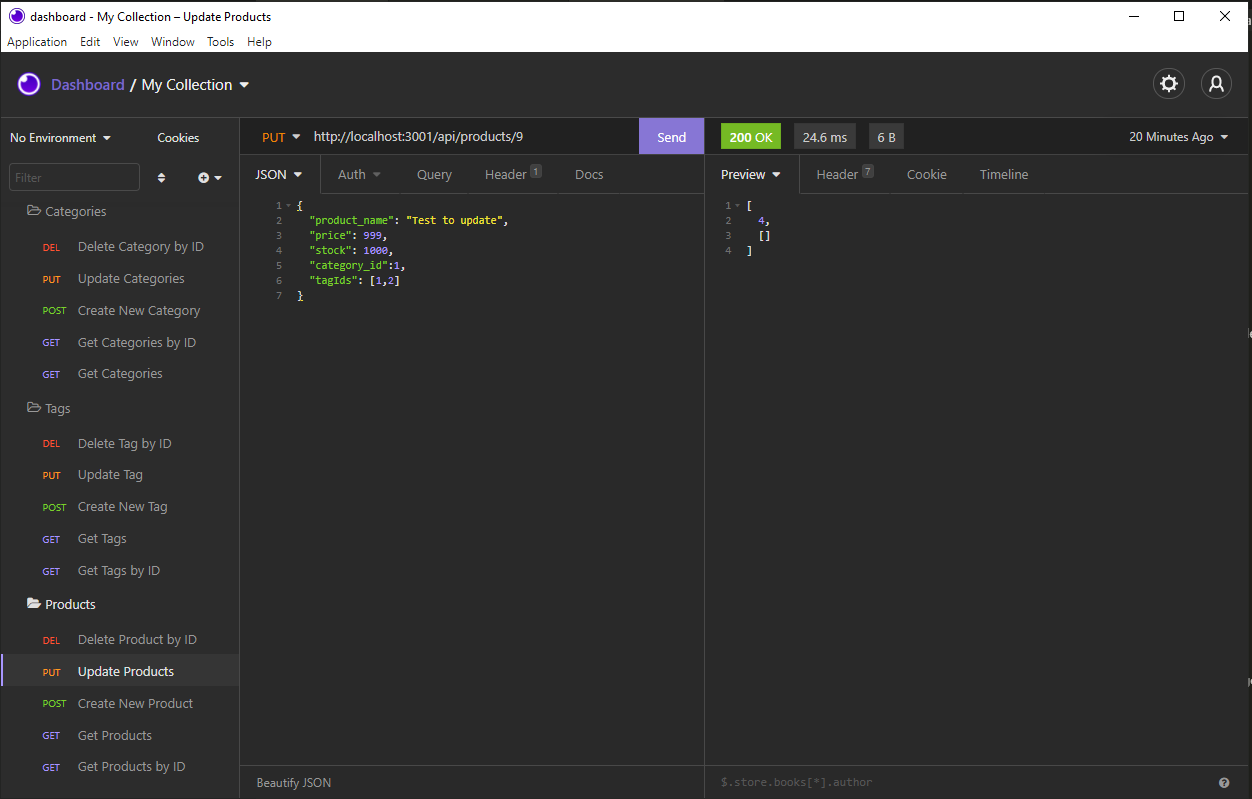 dashboard - My Collection – Update Products
Application Edit View Window Tools Help
Dashboard / My Collection
No Environment Cookies
Filter
Categories
DEL Delete Category by ID
PUT Update Categories
POST Create New Category
GET Get Categories by ID
GET Get Categories
Tags
DEL Delete Tag by ID
PUT Update Tag
POST Create New Tag
GET Get Tags
GET Get Tags by ID
Products
DEL Delete Product by ID
PUT Update Products
POST Create New Product
GET Get Products
GET Get Products by ID
PUT http://localhost:3001/api/products/9 Send
JSON Auth Query Header 1 Docs
1 {
2 "product_name": "Test to update",
3 "price": 999,
4 "stock": 1000,
5 "category_id":1,
6 "tagIds": [1,2]
7 }
Beautify JSON
200 OK 24.6 ms 6 B 20 Minutes Ago
Preview Header 7 Cookie Timeline
1 [
2 4,
3 []
4 ]
$.store.books[*].author